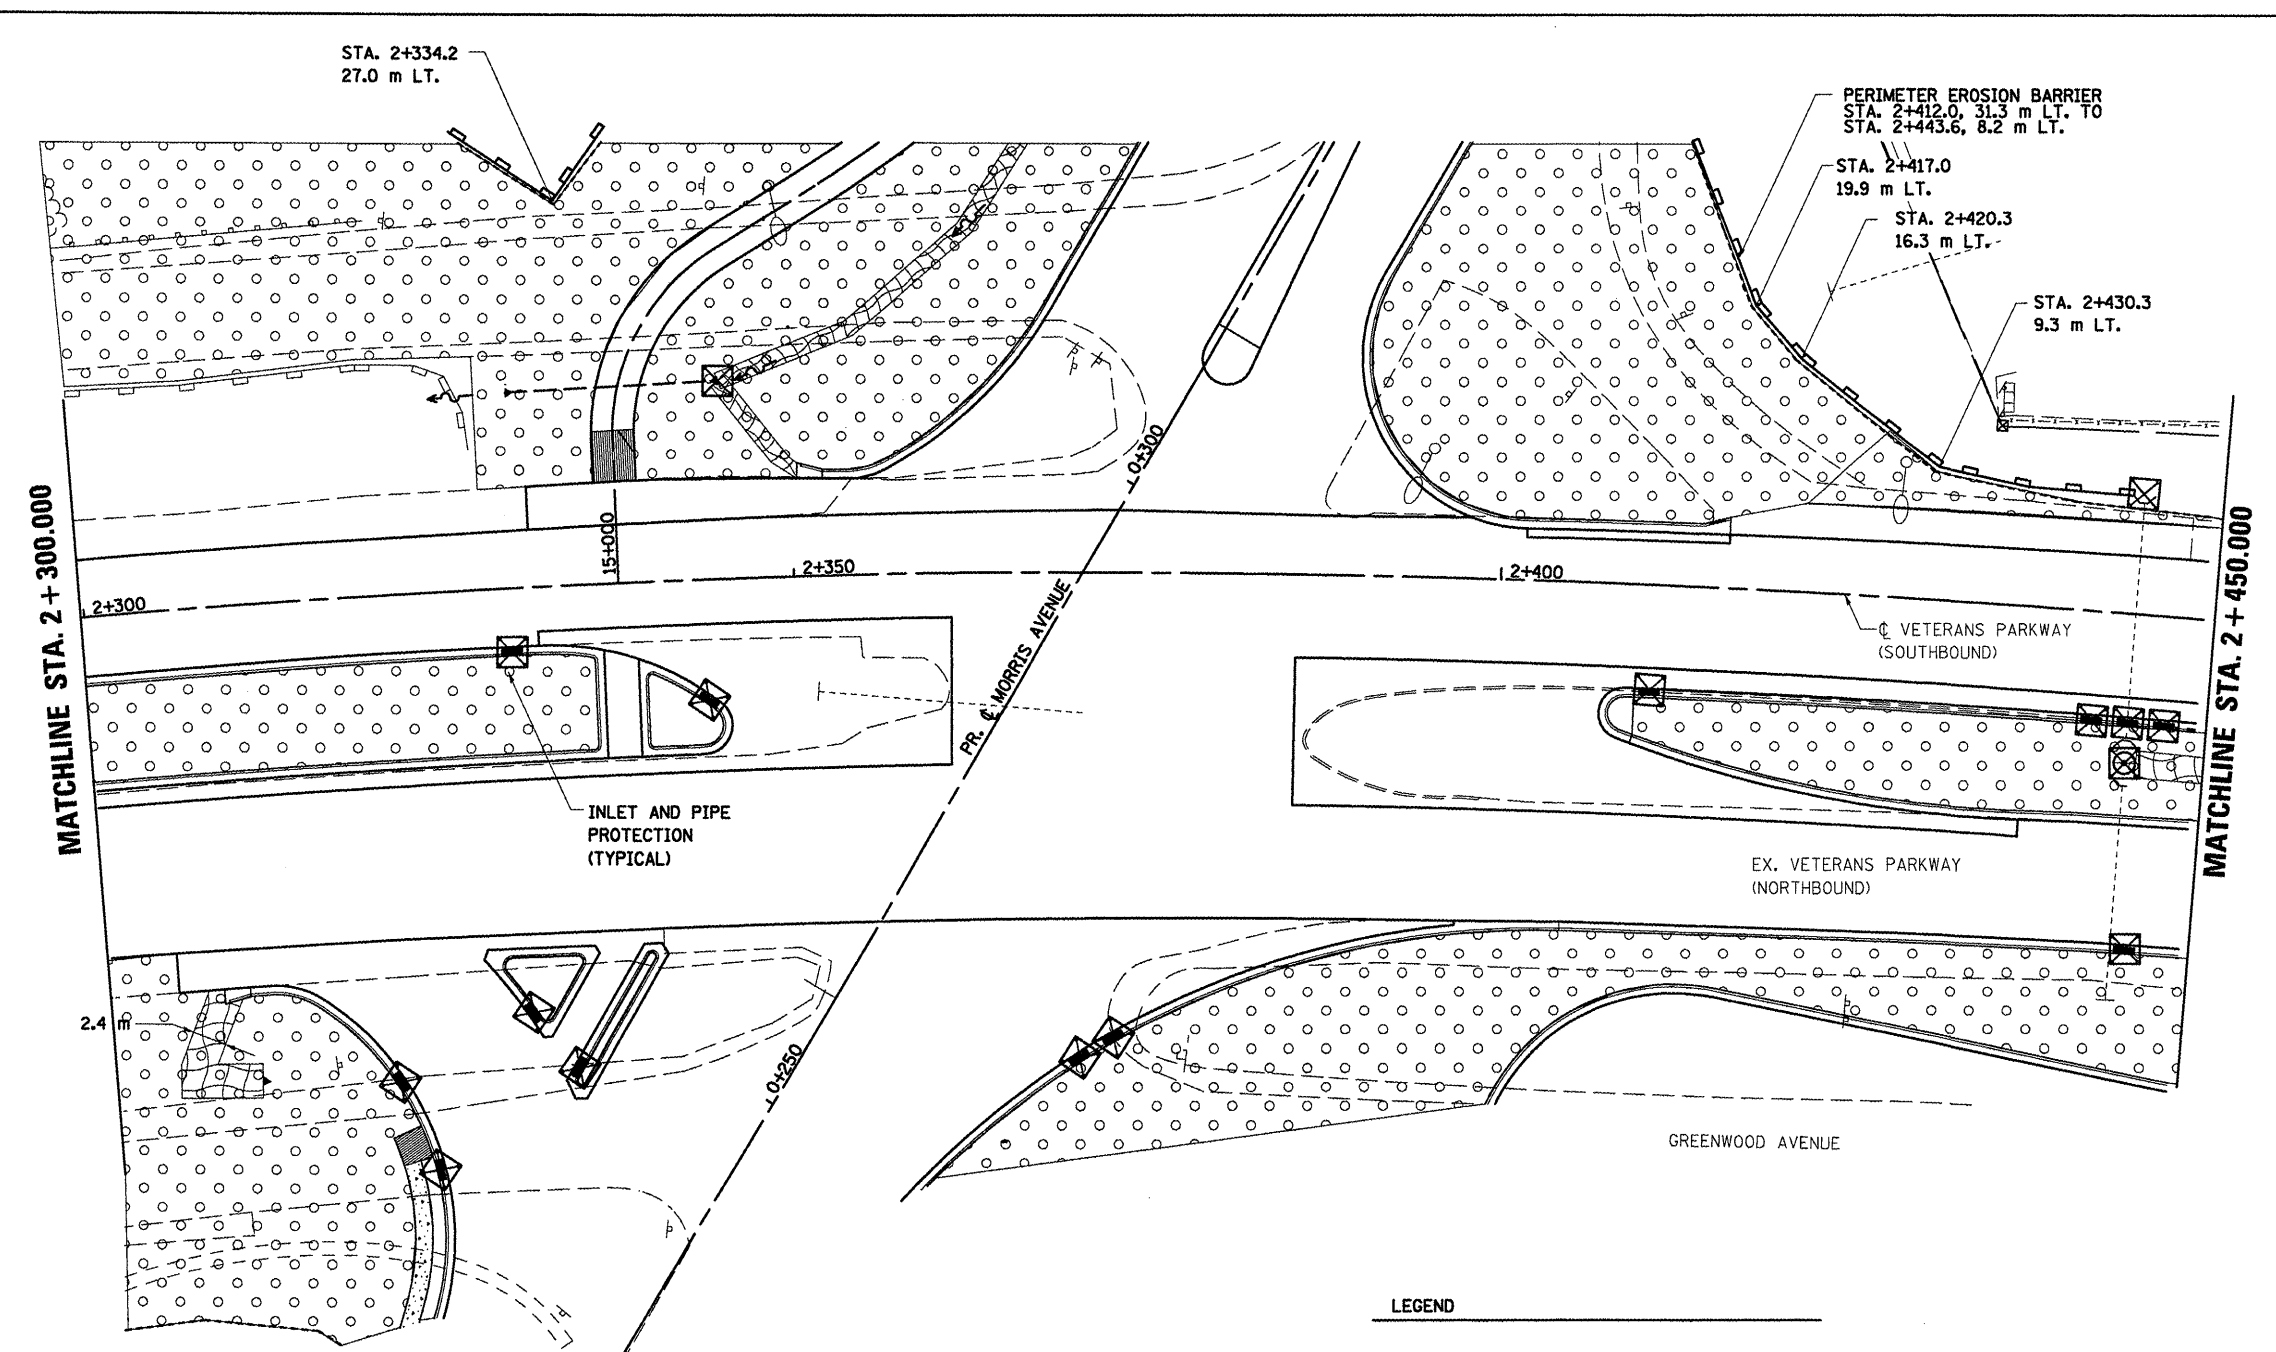 STA. 2+334.2
27.0 m LT.
PERIMETER EROSION BARRIER
STA. 2+412.0, 31.3 m LT. TO
STA. 2+443.6, 8.2 m LT.
STA. 2+417.0
19.9 m LT.
STA. 2+420.3
16.3 m LT.
STA. 2+430.3
9.3 m LT.
0+300
MATCHLINE STA. 2+300.000
15+000
2+350
2+400
2+300
PR. ℄ MORRIS AVENUE
℄ VETERANS PARKWAY
(SOUTHBOUND)
MATCHLINE STA. 2+450.000
INLET AND PIPE
PROTECTION
(TYPICAL)
EX. VETERANS PARKWAY
(NORTHBOUND)
2.4 m
0+250
GREENWOOD AVENUE
LEGEND